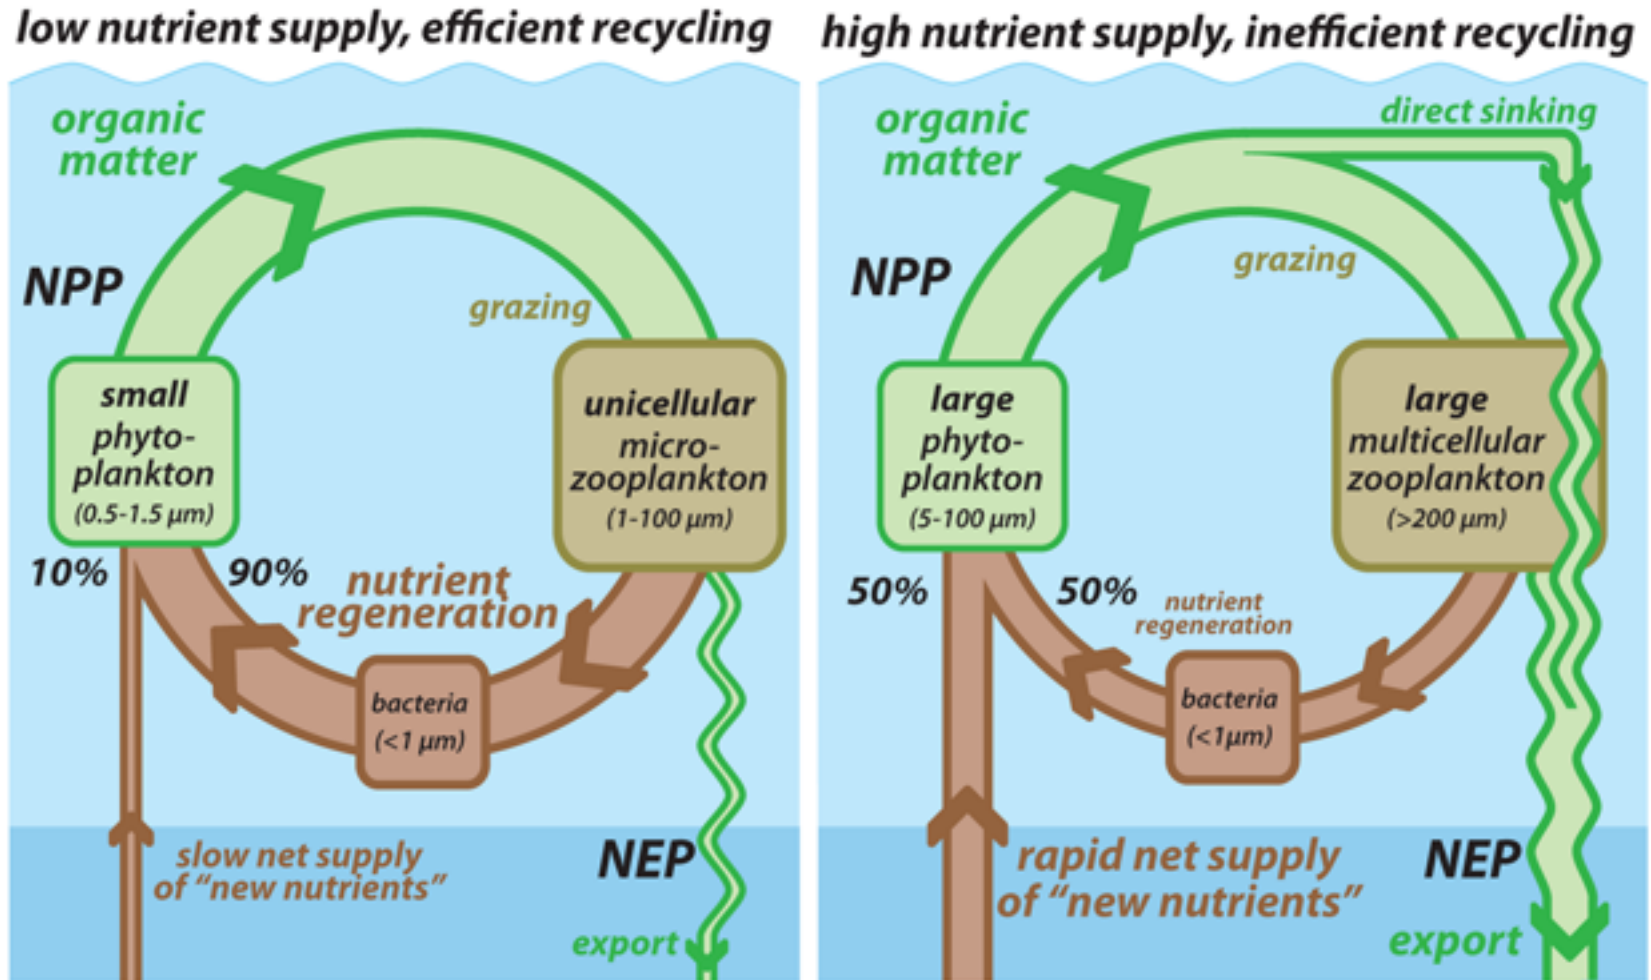 low nutrient supply, efficient recycling
organic
matter
NPP
grazing
small
phyto-
plankton
(0.5-1.5 µm)
unicellular
micro-
zooplankton
(1-100 µm)
10%
90%
nutrient
regeneration
bacteria
(<1 µm)
slow net supply
of “new nutrients”
NEP
export
high nutrient supply, inefficient recycling
organic
matter
direct sinking
NPP
grazing
large
phyto-
plankton
(5-100 µm)
large
multicellular
zooplankton
(>200 µm)
50%
50%
nutrient
regeneration
bacteria
(<1µm)
rapid net supply
of “new nutrients”
NEP
export